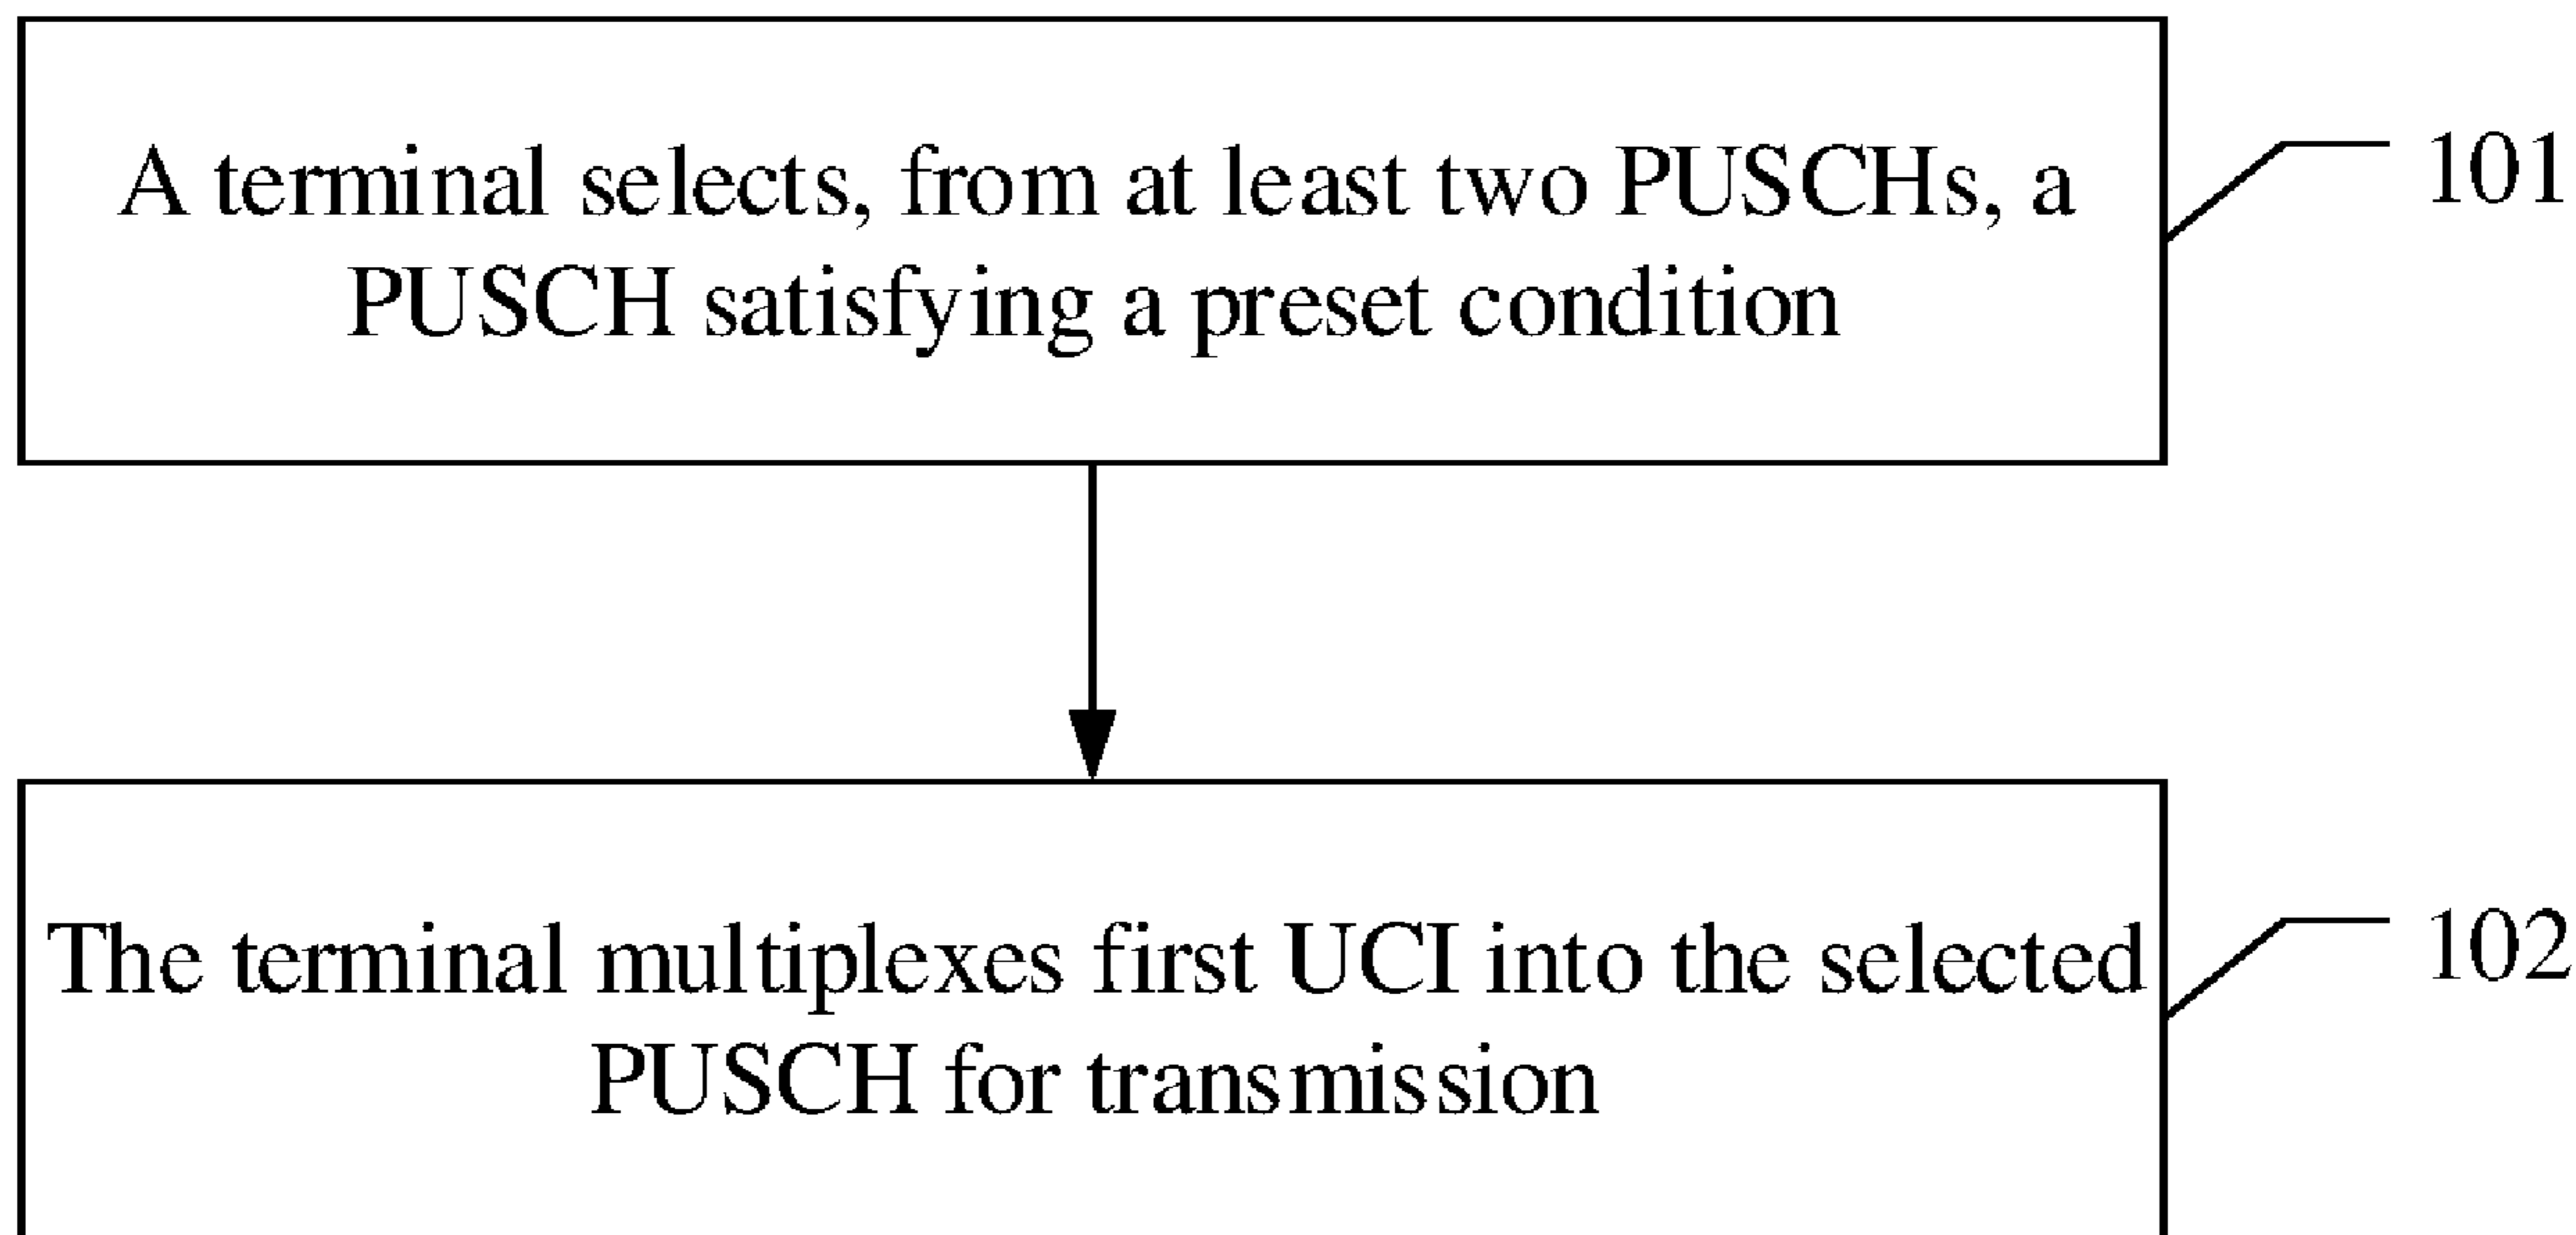 A terminal selects, from at least two PUSCHs, a
PUSCH satisfying a preset condition
101
The terminal multiplexes first UCI into the selected
PUSCH for transmission
102